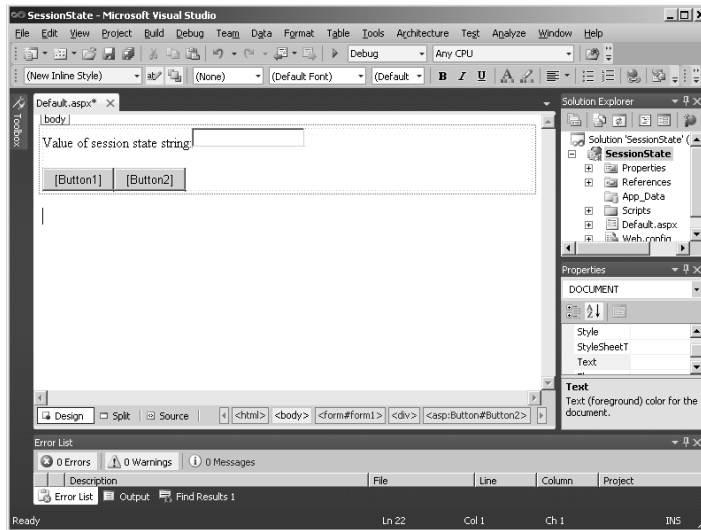 SessionState - Microsoft Visual Studio
File Edit View Project Build Debug Team Data Format Table Tools Architecture Test Analyze Window Help
Debug Any CPU
(New Inline Style) (None) (Default Font) (Default B I U A
Toolbox
Default.aspx*
body
Value of session state string:
[Button1] [Button2]
Design Split Source <html> <body> <form#form1> <div> <asp:Button#Button2>
Solution Explorer
Solution 'SessionState' (
SessionState
Properties
References
App_Data
Scripts
Default.aspx
Web.config
Properties
DOCUMENT
Style
StyleSheetT
Text
Text
Text (foreground) color for the
document.
Error List
0 Errors 0 Warnings 0 Messages
Description File Line Column Project
Error List Output Find Results 1
Ready Ln 22 Col 1 Ch 1 INS